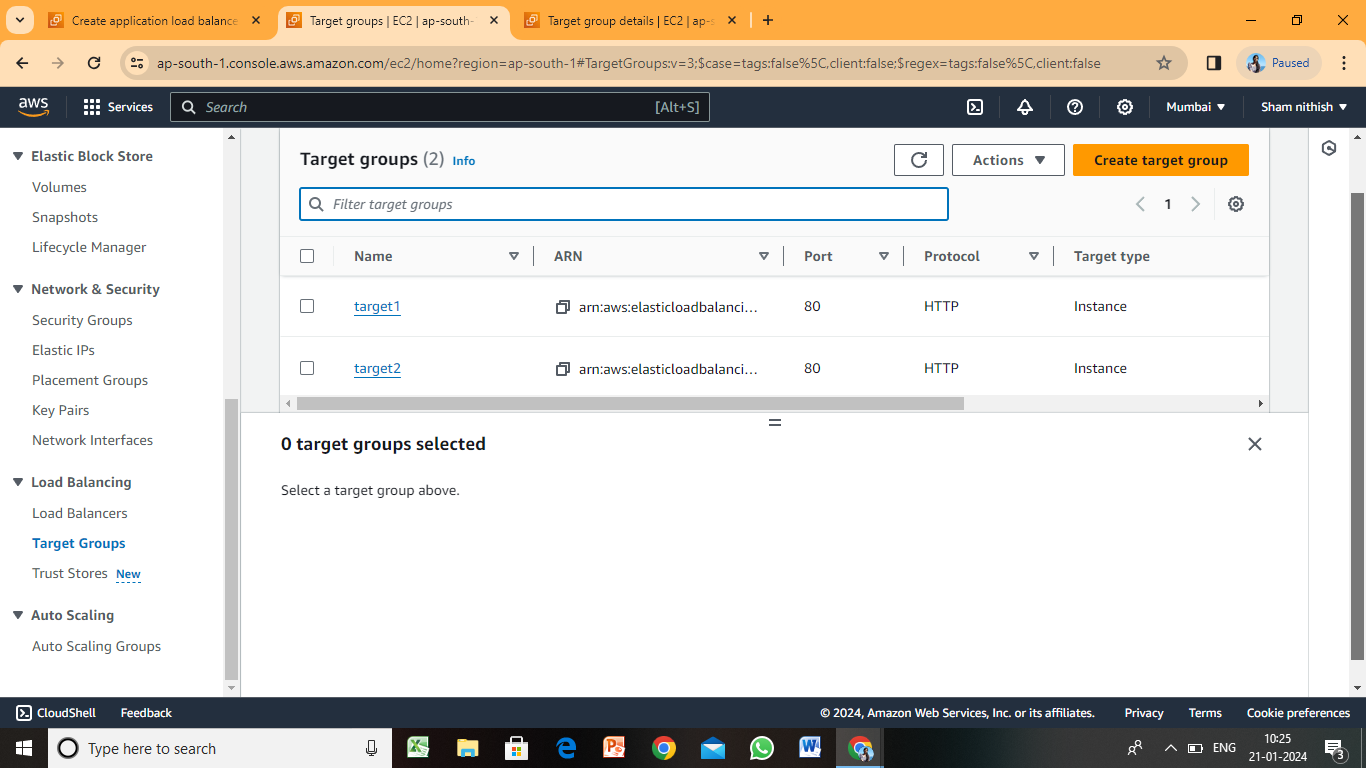 Create application load balance
Target groups | EC2 | ap-south-
Target group details | EC2 | ap-s
ap-south-1.console.aws.amazon.com/ec2/home?region=ap-south-1#TargetGroups:v=3;$case=tags:false%5C,client:false;$regex=tags:false%5C,client:false
Paused
aws
Services
Search
[Alt+S]
Mumbai
Sham nithish
Elastic Block Store
Volumes
Snapshots
Lifecycle Manager
Network & Security
Security Groups
Elastic IPs
Placement Groups
Key Pairs
Network Interfaces
Load Balancing
Load Balancers
Target Groups
Trust Stores New
Auto Scaling
Auto Scaling Groups
Target groups (2) Info
Actions
Create target group
Filter target groups
1
Name ARN Port Protocol Target type
target1 arn:aws:elasticloadbalanci... 80 HTTP Instance
target2 arn:aws:elasticloadbalanci... 80 HTTP Instance
0 target groups selected
Select a target group above.
CloudShell Feedback
© 2024, Amazon Web Services, Inc. or its affiliates. Privacy Terms Cookie preferences
Type here to search
ENG
10:25
21-01-2024
3